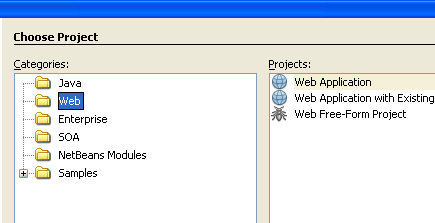 Choose Project
Categories:
Java
Web
Enterprise
SOA
NetBeans Modules
Samples
Projects:
Web Application
Web Application with Existing
Web Free-Form Project